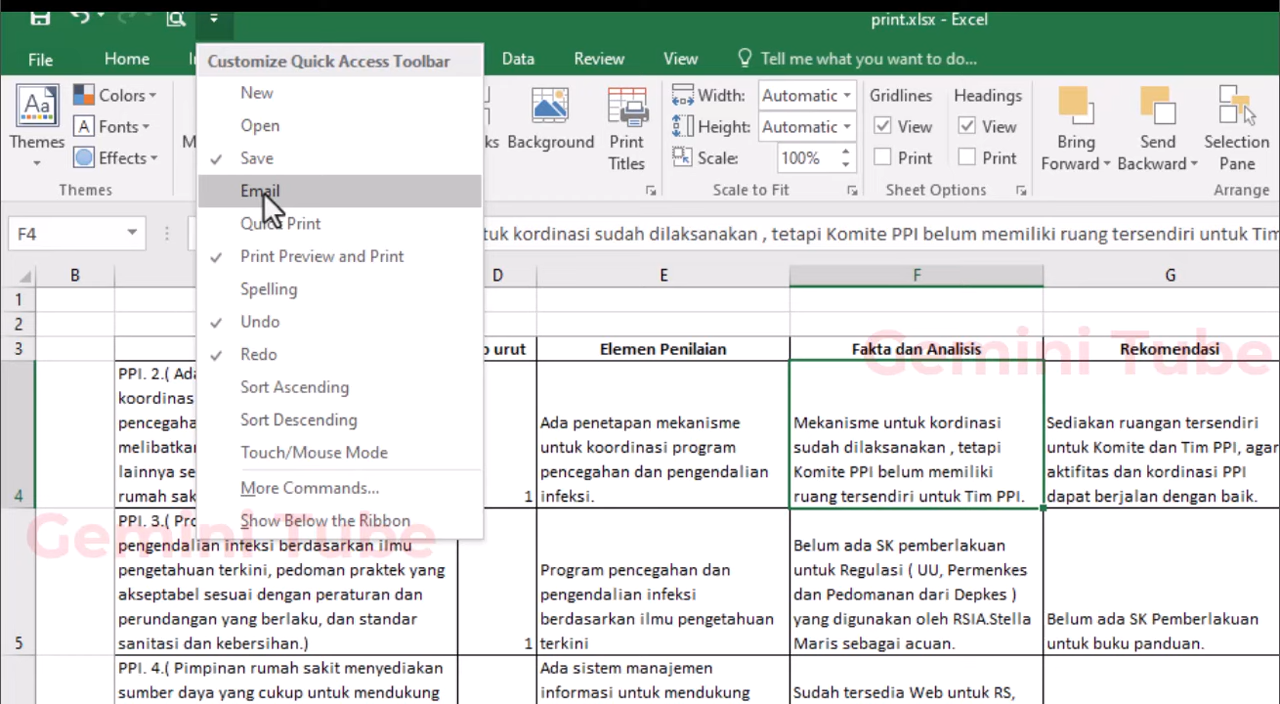 print.xlsx - Excel
File
Home
Data
Review
View
Tell me what you want to do...
Customize Quick Access Toolbar
New
Open
Save
Email
Quick Print
Print Preview and Print
Spelling
Undo
Redo
Sort Ascending
Sort Descending
Touch/Mouse Mode
More Commands...
Show Below the Ribbon
Aa
Themes
Colors
Fonts
Effects
Themes
Background
Print
Titles
Width: Automatic
Height: Automatic
Scale: 100%
Scale to Fit
Gridlines
View
Print
Headings
View
Print
Sheet Options
Bring
Forward
Send
Backward
Selection
Pane
Arrange
F4
tuk kordinasi sudah dilaksanakan , tetapi Komite PPI belum memiliki ruang tersendiri untuk Tim
B D E F G
1
2
3
urut
Elemen Penilaian
Fakta dan Analisis
Rekomendasi
4
PPI. 2.( Ada
koordinas
pencegaha
melibatkan
lainnya se
rumah saki
1
Ada penetapan mekanisme
untuk koordinasi program
pencegahan dan pengendalian
infeksi.
Mekanisme untuk kordinasi
sudah dilaksanakan , tetapi
Komite PPI belum memiliki
ruang tersendiri untuk Tim PPI.
Sediakan ruangan tersendiri
untuk Komite dan Tim PPI, agar
aktifitas dan kordinasi PPI
dapat berjalan dengan baik.
5
PPI. 3.( Pro
pengendalian infeksi berdasarkan ilmu
pengetahuan terkini, pedoman praktek yang
akseptabel sesuai dengan peraturan dan
perundangan yang berlaku, dan standar
sanitasi dan kebersihan.)
1
Program pencegahan dan
pengendalian infeksi
berdasarkan ilmu pengetahuan
terkini
Belum ada SK pemberlakuan
untuk Regulasi ( UU, Permenkes
dan Pedomanan dari Depkes )
yang digunakan oleh RSIA.Stella
Maris sebagai acuan.
Belum ada SK Pemberlakuan
untuk buku panduan.
PPI. 4.( Pimpinan rumah sakit menyediakan
sumber daya yang cukup untuk mendukung
Ada sistem manajemen
informasi untuk mendukung
Sudah tersedia Web untuk RS,
Gemini Tube
Gemini Tube